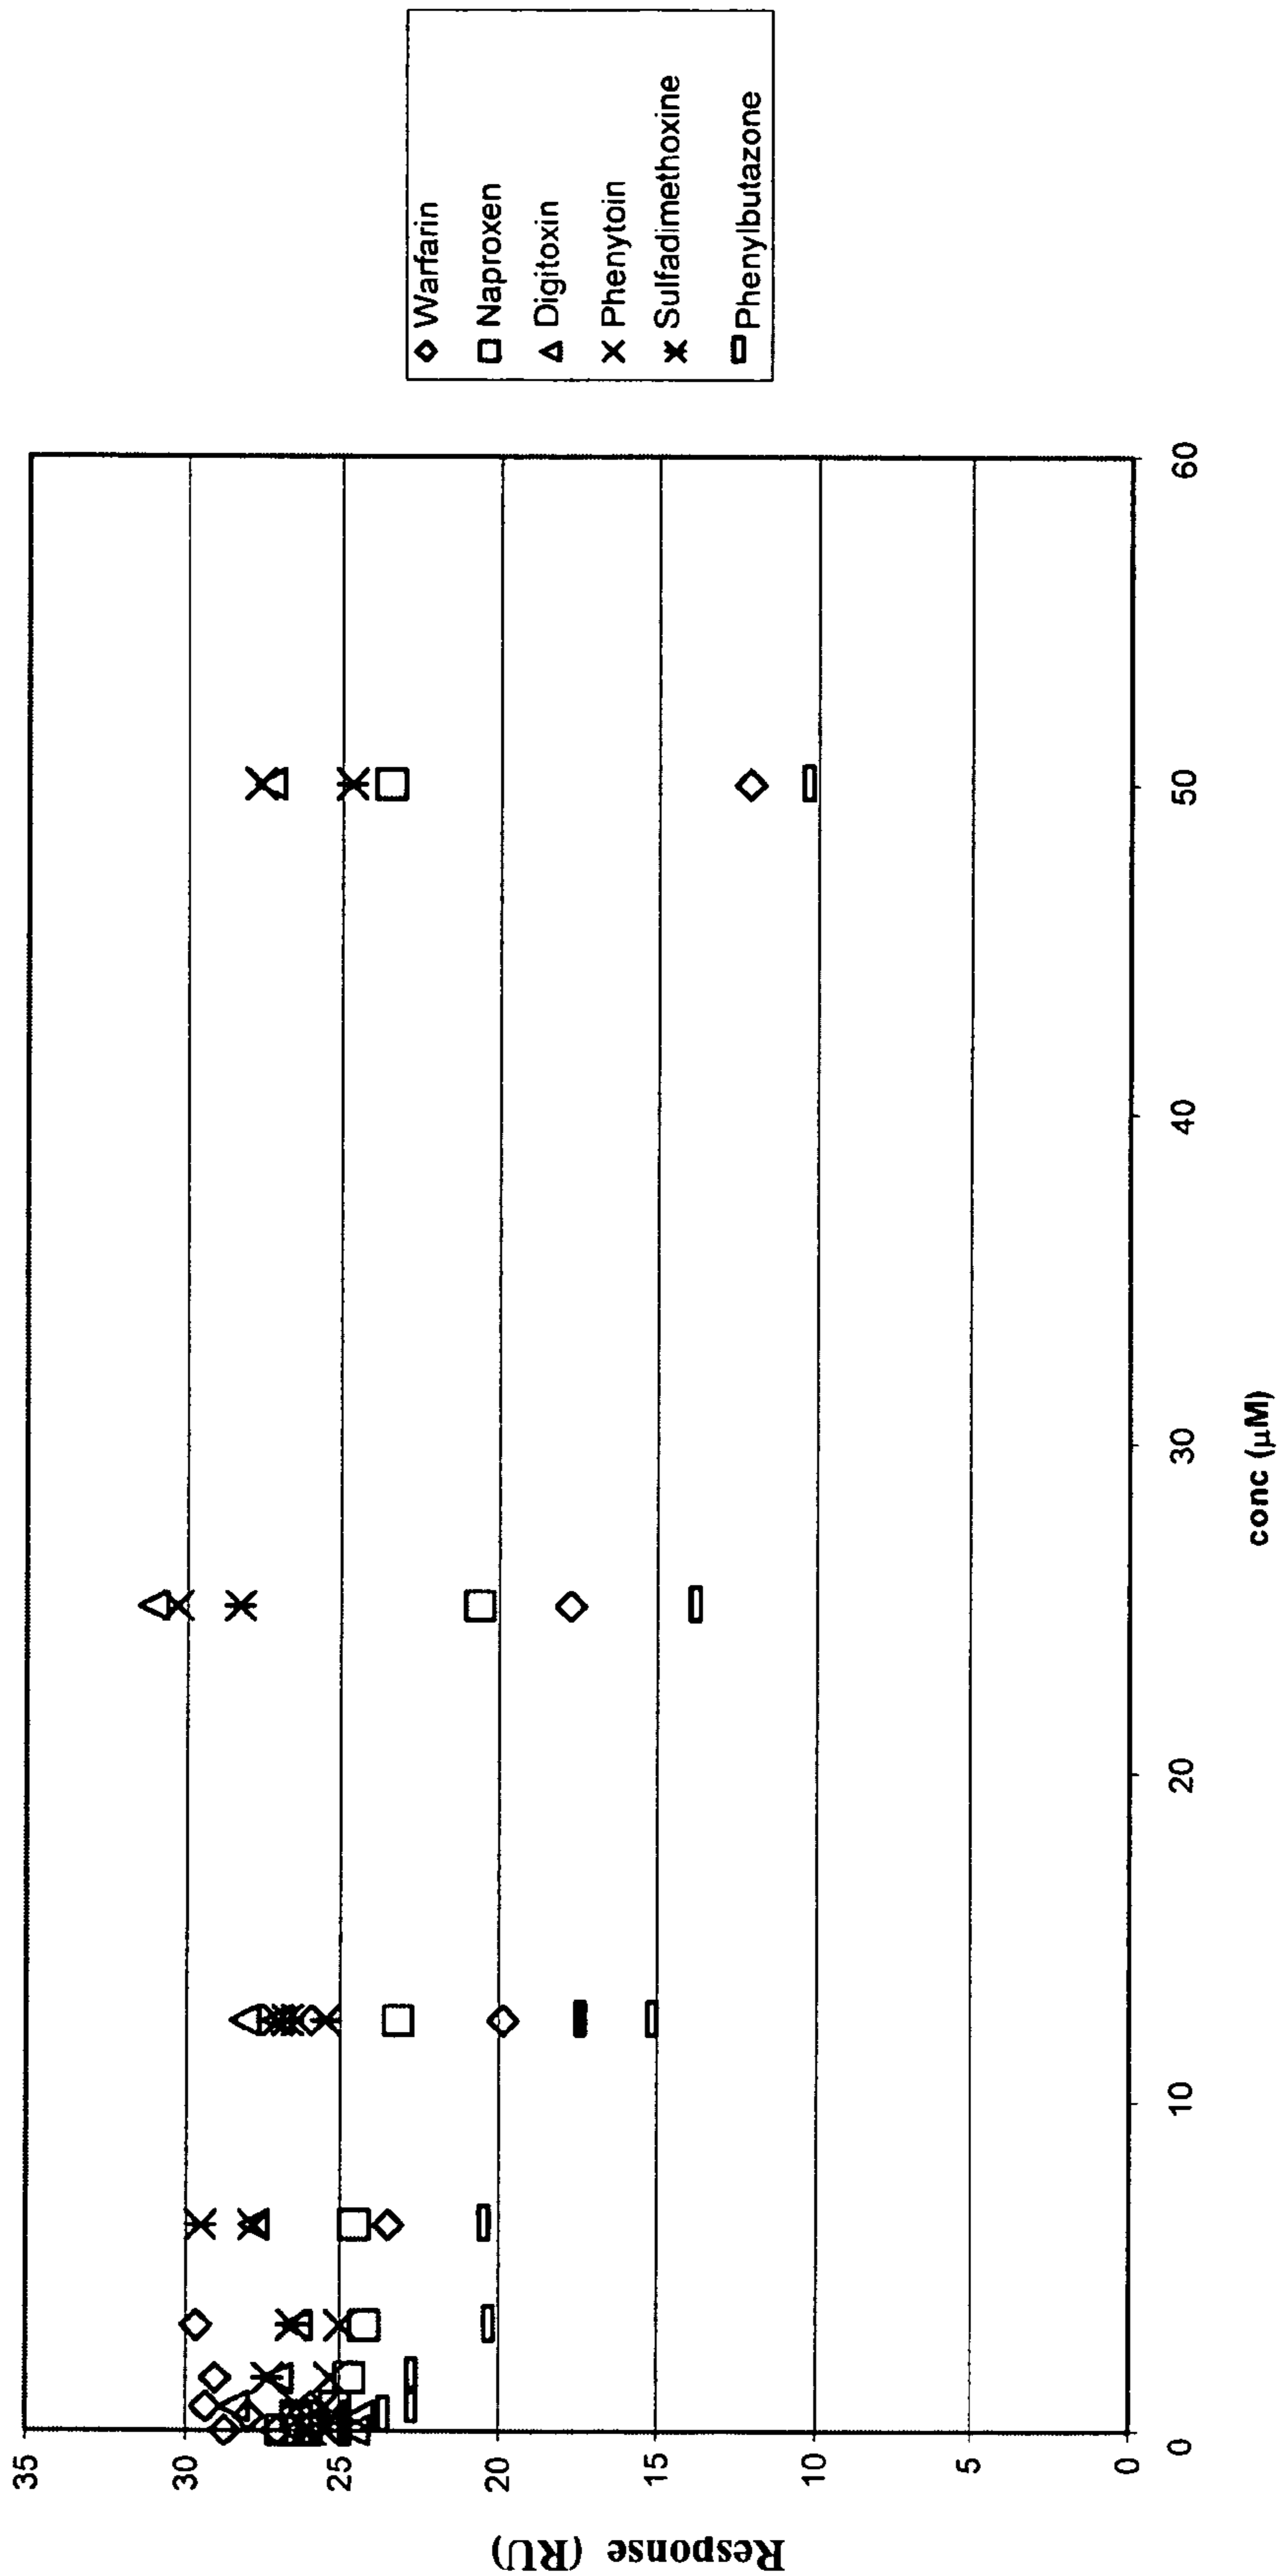 Response (RU)
35
30
25
20
15
10
5
0
0
10
20
30
40
50
60
conc (µM)
Warfarin
Naproxen
Digitoxin
Phenytoin
Sulfadimethoxine
Phenylbutazone